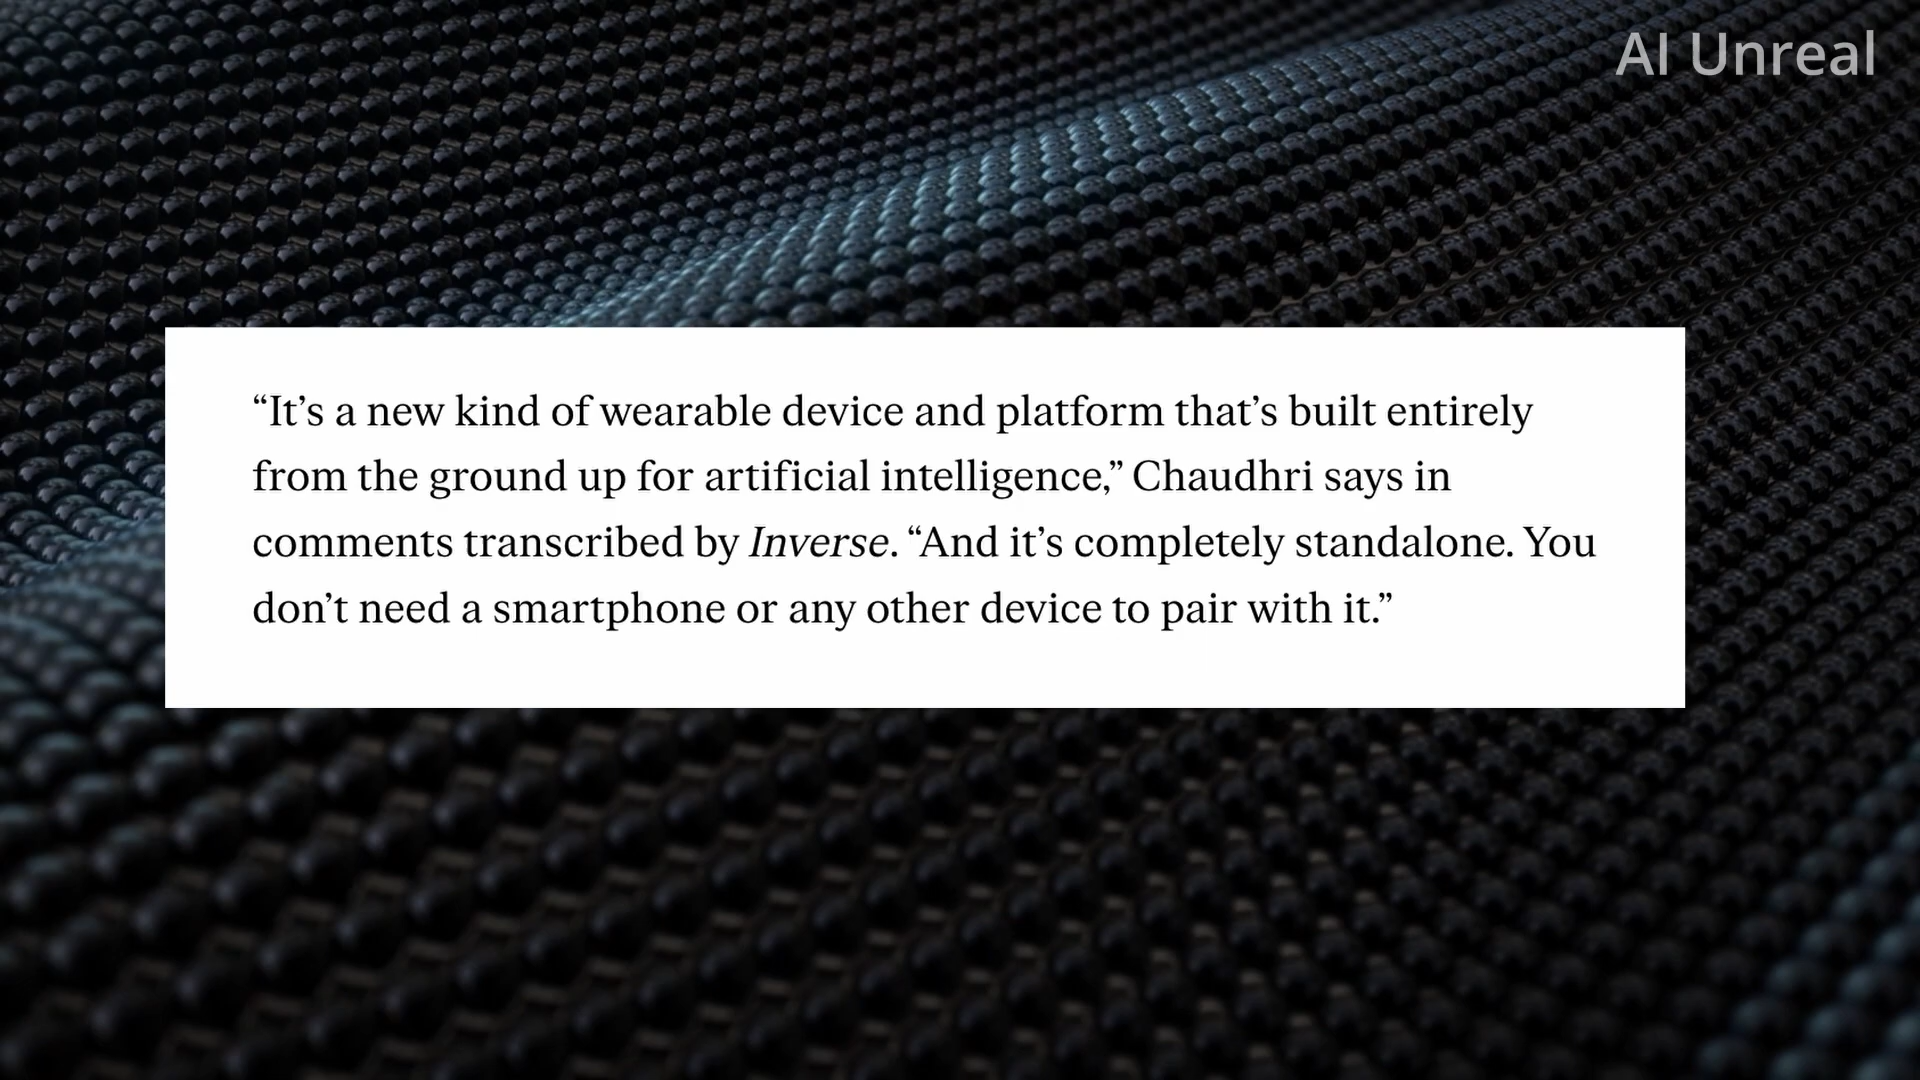 AI Unreal
“It’s a new kind of wearable device and platform that’s built entirely
from the ground up for artificial intelligence,” Chaudhri says in
comments transcribed by Inverse. “And it’s completely standalone. You
don’t need a smartphone or any other device to pair with it.”